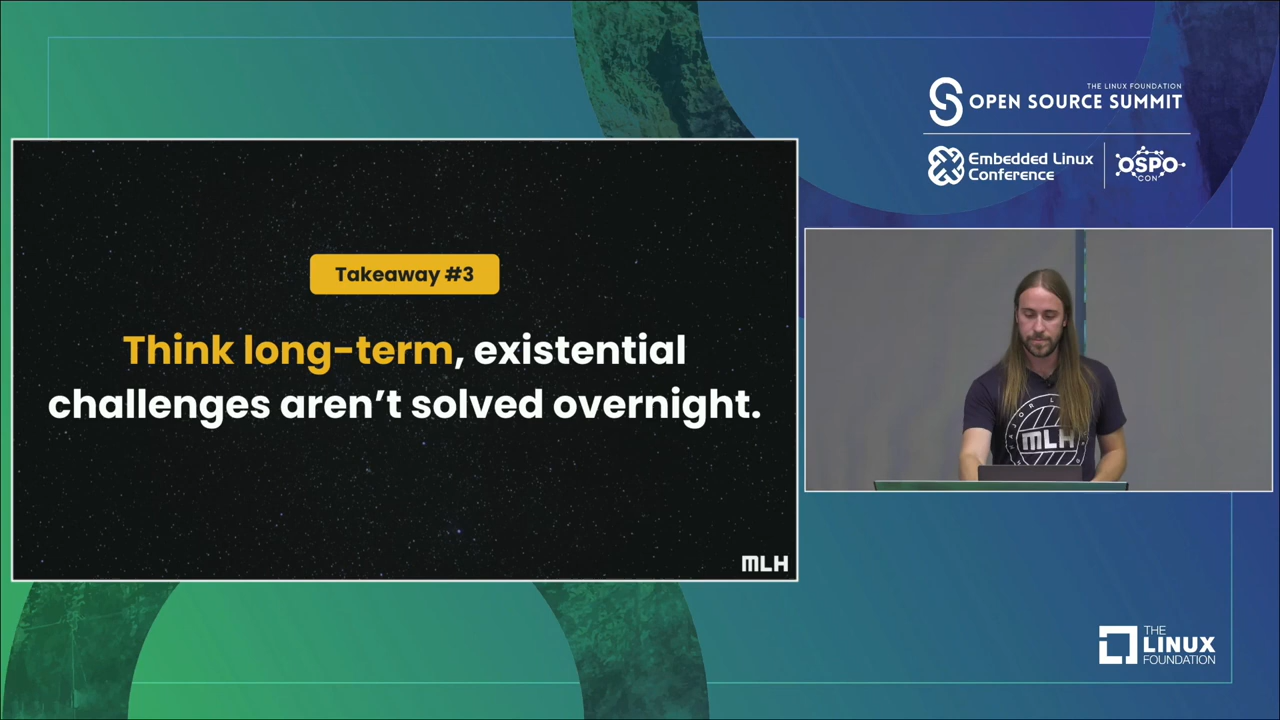 THE LINUX FOUNDATION
OPEN SOURCE SUMMIT
Embedded Linux
Conference
OSPO
CON
Takeaway #3
Think long-term, existential
challenges aren’t solved overnight.
MLH
MLH
THE
LINUX
FOUNDATION